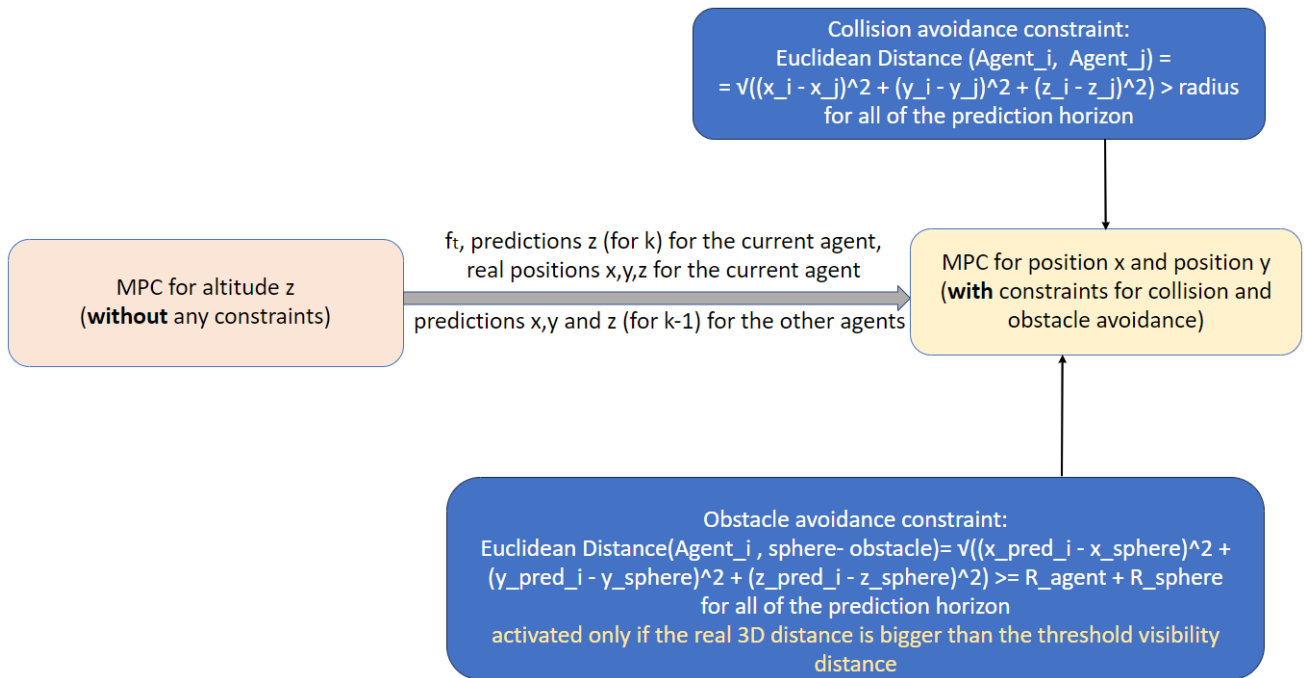 Collision avoidance constraint:
Euclidean Distance (Agent_i, Agent_j) =
= √((x_i - x_j)^2 + (y_i - y_j)^2 + (z_i - z_j)^2) > radius
for all of the prediction horizon
MPC for altitude z
(without any constraints)
fₜ, predictions z (for k) for the current agent,
real positions x,y,z for the current agent
predictions x,y and z (for k-1) for the other agents
MPC for position x and position y
(with constraints for collision and
obstacle avoidance)
Obstacle avoidance constraint:
Euclidean Distance(Agent_i , sphere- obstacle)= √((x_pred_i - x_sphere)^2 +
(y_pred_i - y_sphere)^2 + (z_pred_i - z_sphere)^2) >= R_agent + R_sphere
for all of the prediction horizon
activated only if the real 3D distance is bigger than the threshold visibility
distance